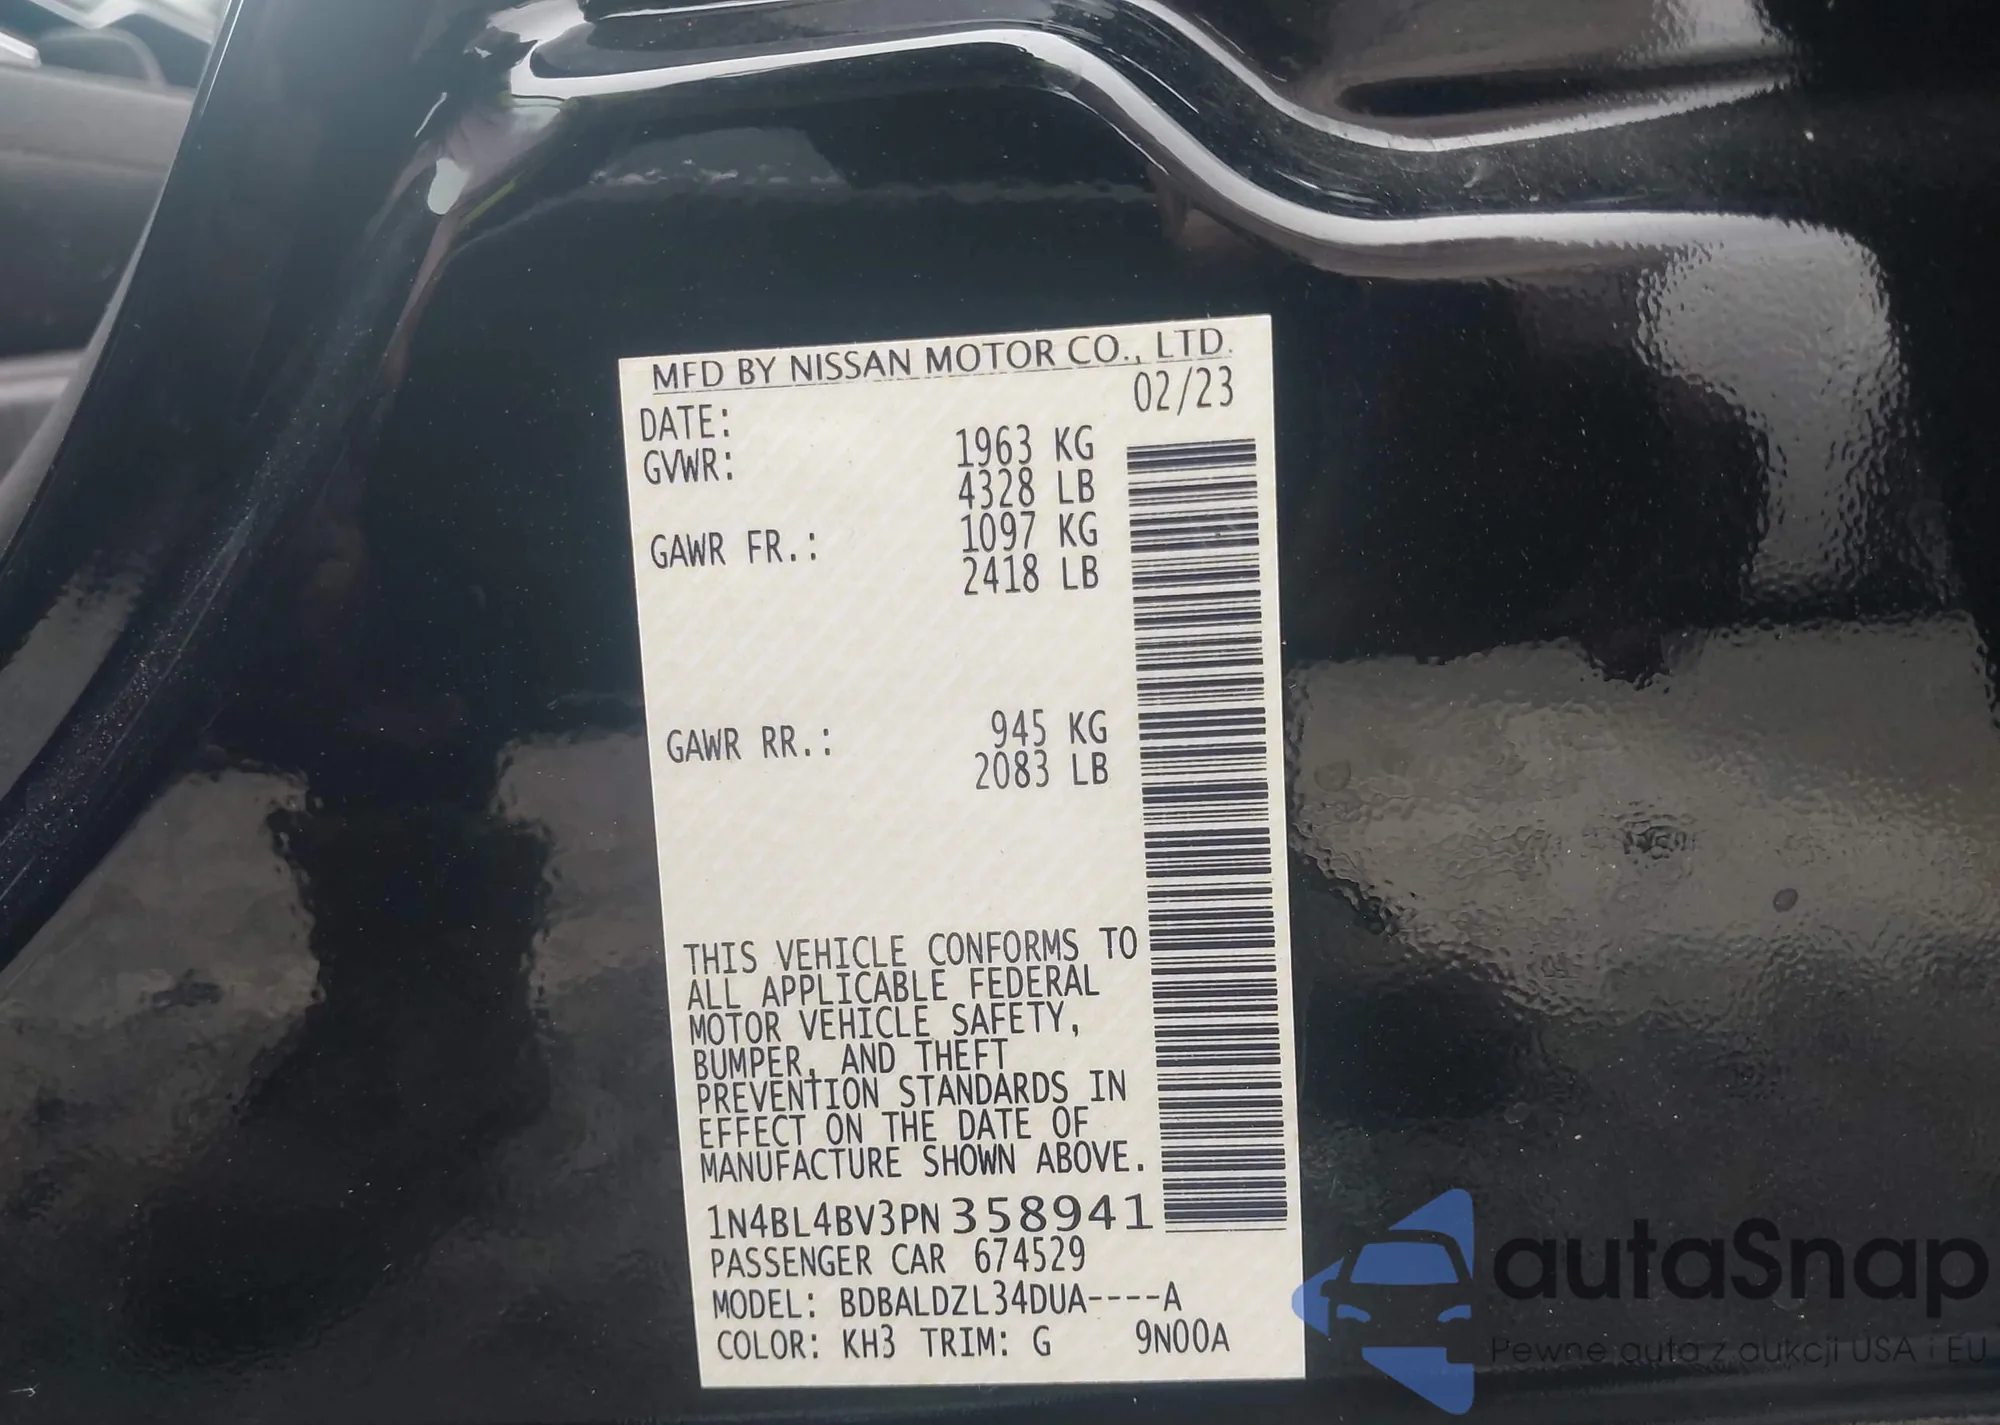 MFD BY NISSAN MOTOR CO., LTD.
DATE: 02/23
GVWR: 1963 KG
4328 LB
GAWR FR.: 1097 KG
2418 LB
GAWR RR.: 945 KG
2083 LB
THIS VEHICLE CONFORMS TO
ALL APPLICABLE FEDERAL
MOTOR VEHICLE SAFETY,
BUMPER, AND THEFT
PREVENTION STANDARDS IN
EFFECT ON THE DATE OF
MANUFACTURE SHOWN ABOVE.
1N4BL4BV3PN358941
PASSENGER CAR 674529
MODEL: BDBALDZL34DUA----A
COLOR: KH3 TRIM: G 9N00A
autaSnap
Pewne auta z aukcji USA i EU